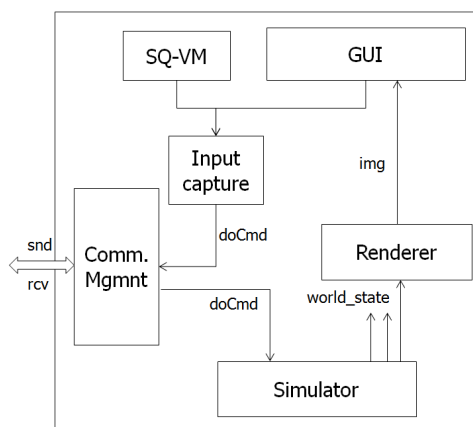 SQ-VM
GUI
Input
capture
img
doCmd
snd
rcv
Comm.
Mgmnt
Renderer
doCmd
world_state
Simulator